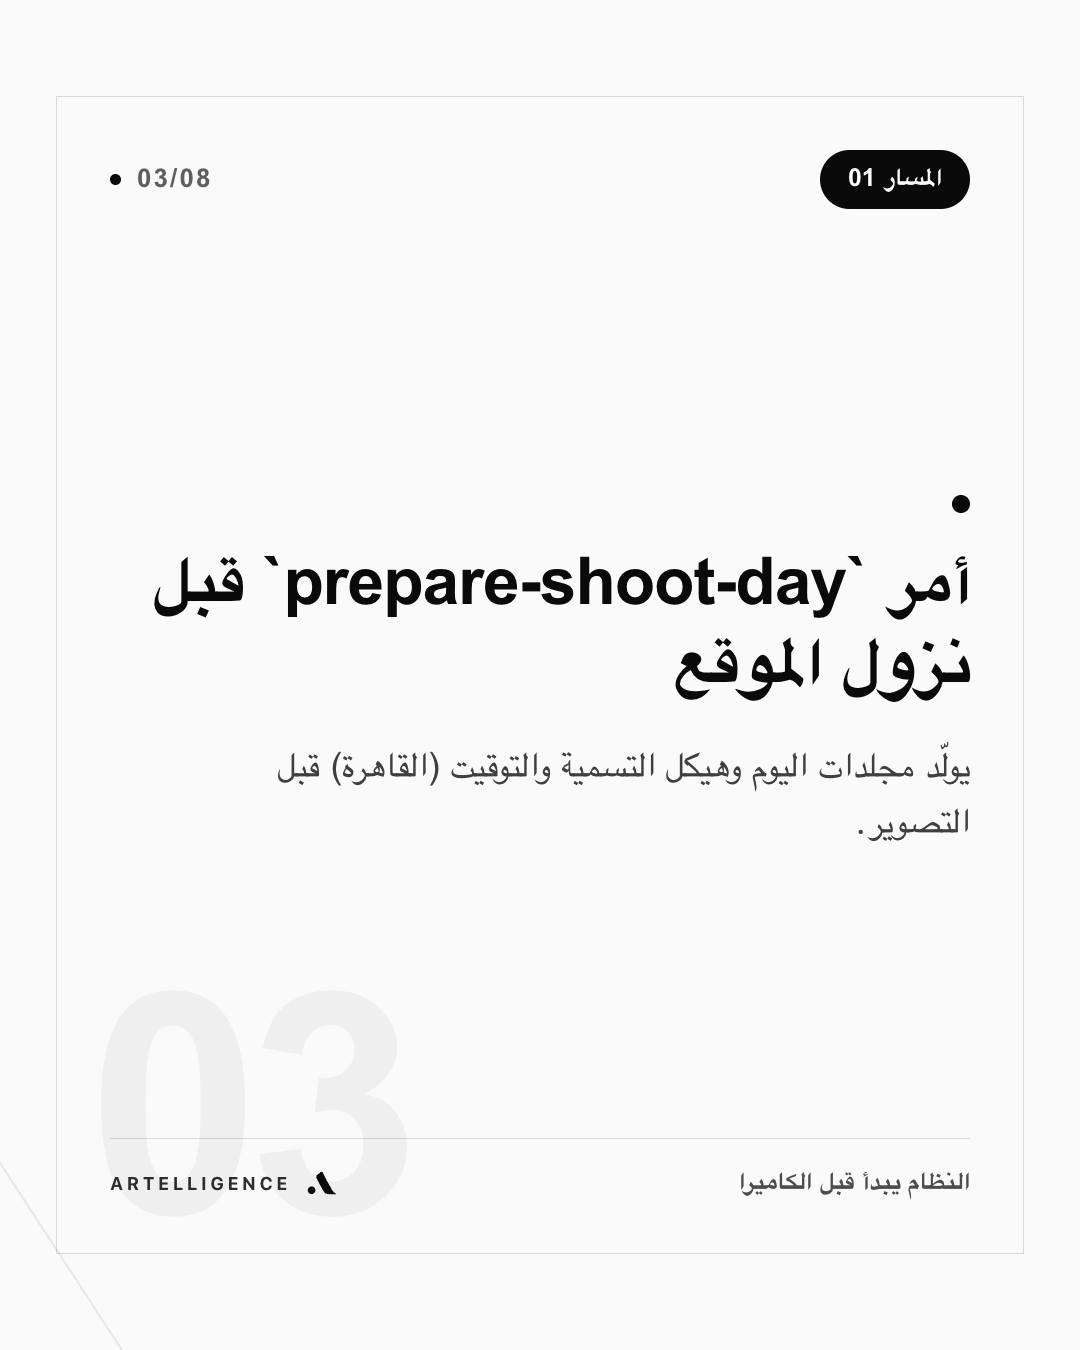 المسار 01
03/08
أمر `prepare-shoot-day` قبل
نزول الموقع
يولّد مجلدات اليوم وهيكل التسمية والتوقيت (القاهرة) قبل
التصوير.
03
النظام يبدأ قبل الكاميرا
ARTELLIGENCE